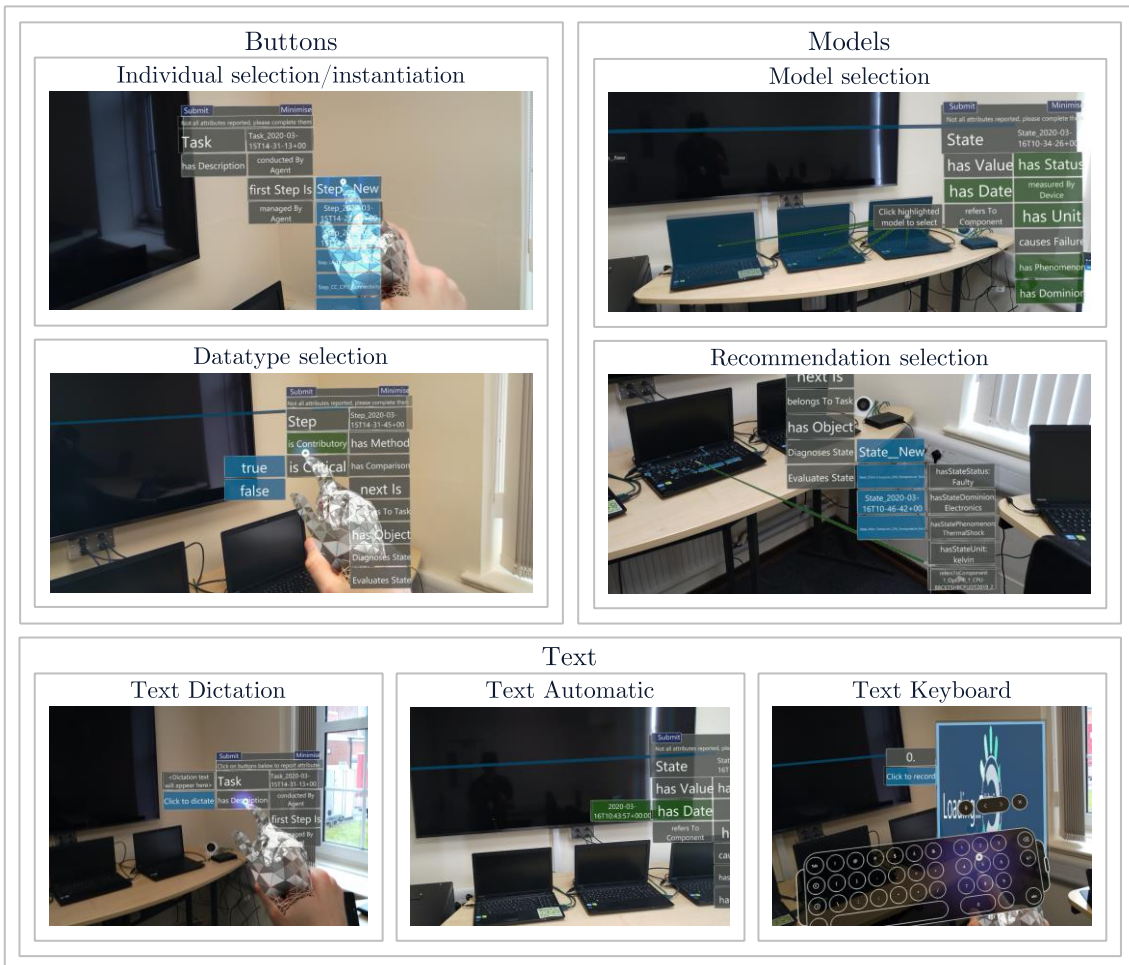 Buttons
Individual selection/instantiation
Submit
Minimise
Not all attributes reported, please complete them
Task
Task_2020-03-
15T14-31-13+00
has Description
conducted By
Agent
first Step Is
Step__New
managed By
Agent
Datatype selection
Submit
Minimise
Not all attributes reported, please complete them
Step
Step_2020-03-
15T14-31-45+00
is Contributory
has Method
true
is Critical
has Comparison
false
next Is
To Task
has Object
Diagnoses State
Evaluates State
Models
Model selection
Submit
Minimise
Not all attributes reported, please complete them
State
State_2020-03-
16T10-34-26+00
has Value
has Status
has Date
measured By
Device
Click highlighted
model to select
refers To
Component
has Unit
causes Failure
has Phenomenon
has Dominion
Recommendation selection
next Is
belongs To Task
has Object
Diagnoses State
State__New
Evaluates State
State_2020-03-
16T10-46-42+00
hasStateStatus:
Faulty
hasStateDominion
Electronics
hasStatePhenomenon
ThermalShock
hasStateUnit:
kelvin
Text
Text Dictation
Submit
Minimise
Click on buttons below to report attributes
<Dictation text
will appear here>
Task
Task_2020-03-
15T14-31-13+00
Click to dictate
has Description
conducted By
Agent
first Step Is
Agent
Text Automatic
Submit
Not all attributes reported,
State
has Value
has Date
2020-03-
16T10:43:57+00:00
refers To
Component
Text Keyboard
0.
Click to record
Loading